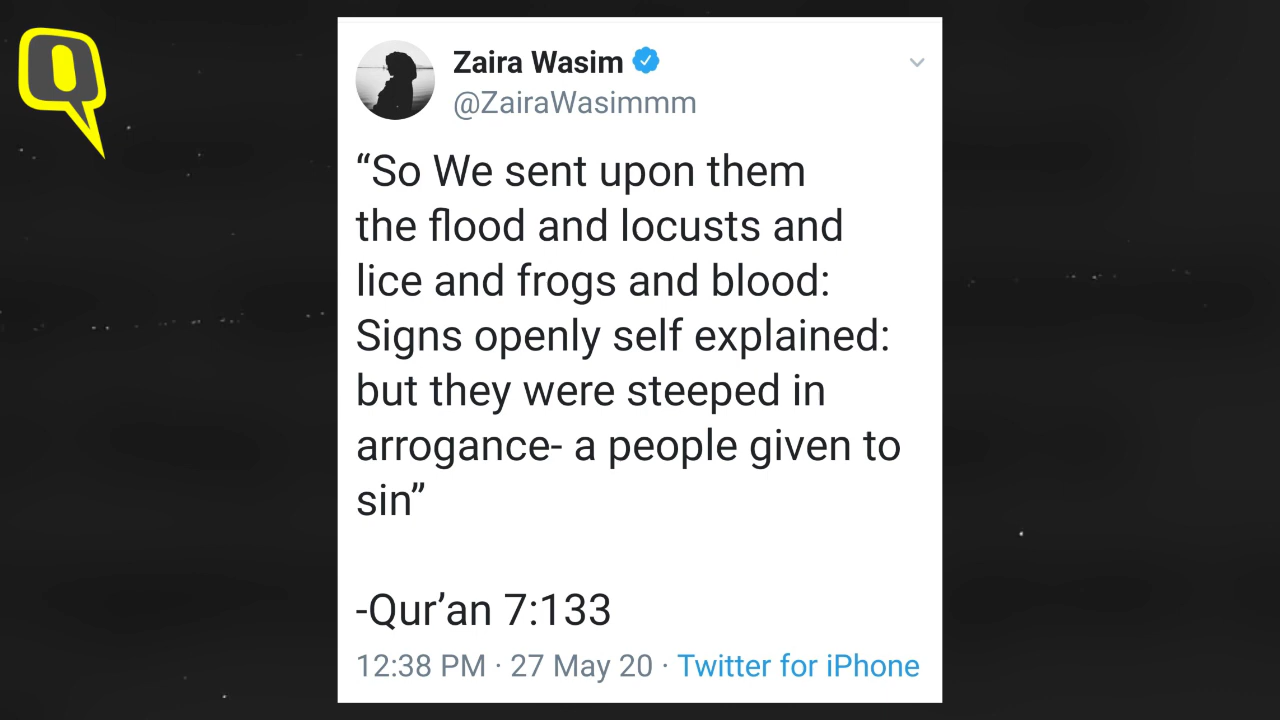 Zaira Wasim
@ZairaWasimmm
“So We sent upon them
the flood and locusts and
lice and frogs and blood:
Signs openly self explained:
but they were steeped in
arrogance- a people given to
sin”
-Qur’an 7:133
12:38 PM · 27 May 20 · Twitter for iPhone